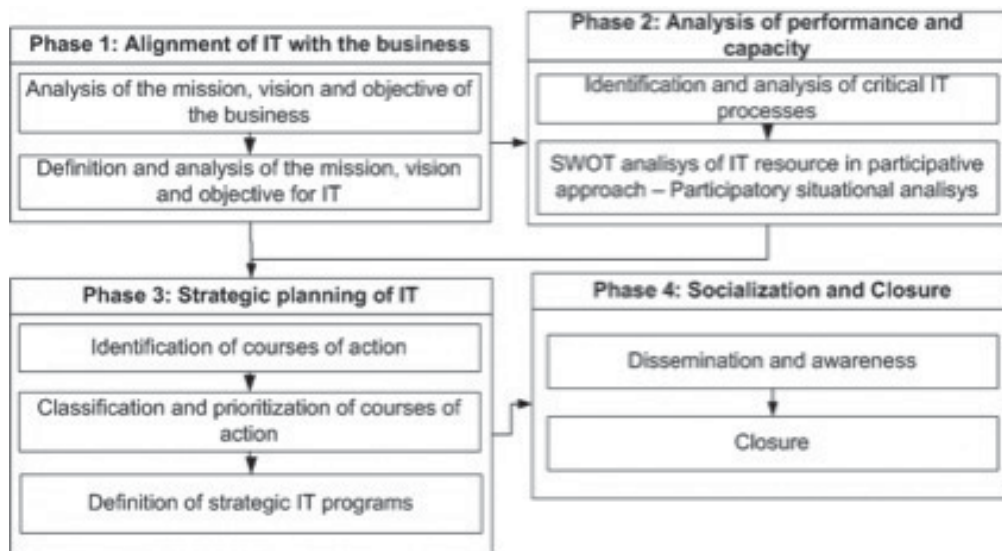 Phase 1: Alignment of IT with the business
Analysis of the mission, vision and objective of
the business
Definition and analysis of the mission, vision
and objective for IT
Phase 2: Analysis of performance and
capacity
Identification and analysis of critical IT
processes
SWOT analisys of IT resource in participative
approach – Participatory situational analisys
Phase 3: Strategic planning of IT
Identification of courses of action
Classification and prioritization of courses of
action
Definition of strategic IT programs
Phase 4: Socialization and Closure
Dissemination and awareness
Closure